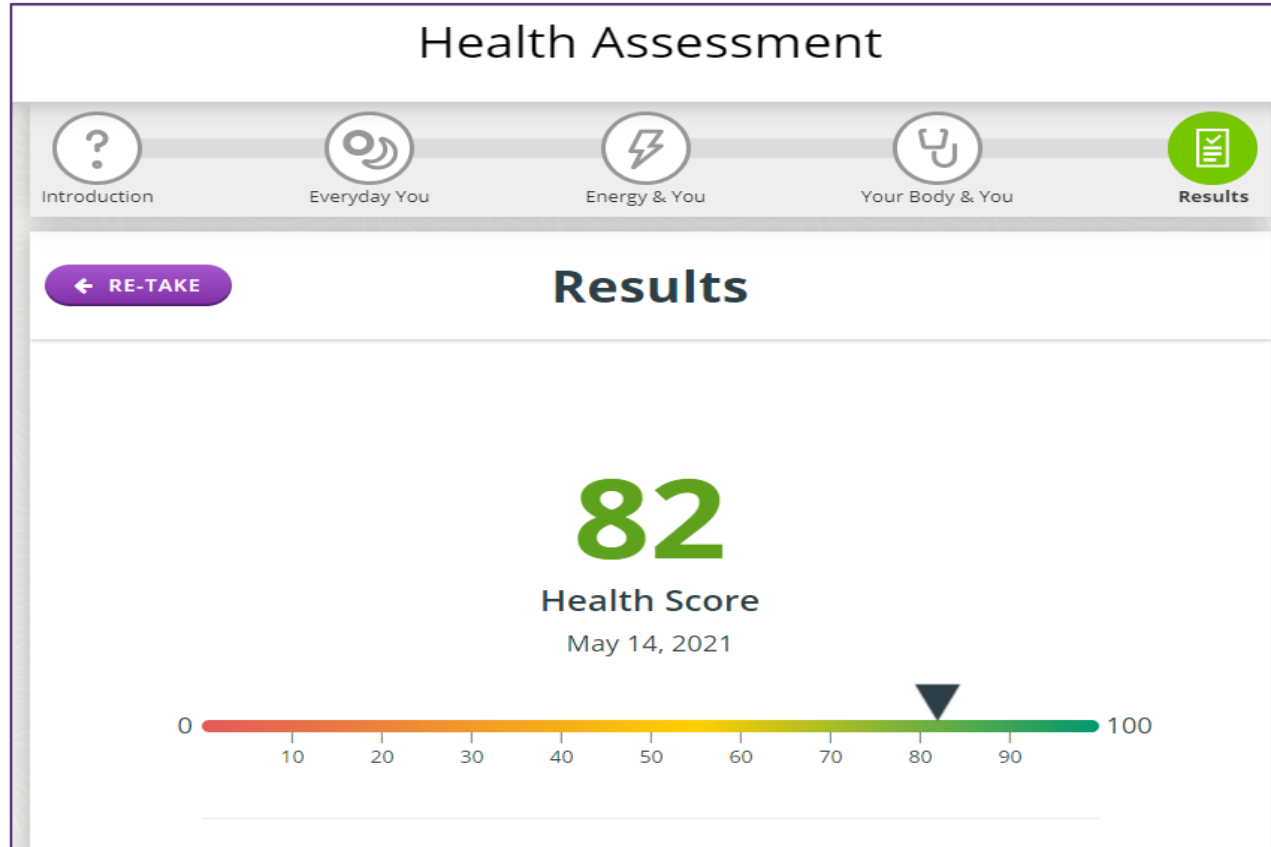 Health Assessment
?
Introduction Everyday You Energy & You Your Body & You Results
RE-TAKE Results
82
Health Score
May 14, 2021
0 100
10 20 30 40 50 60 70 80 90